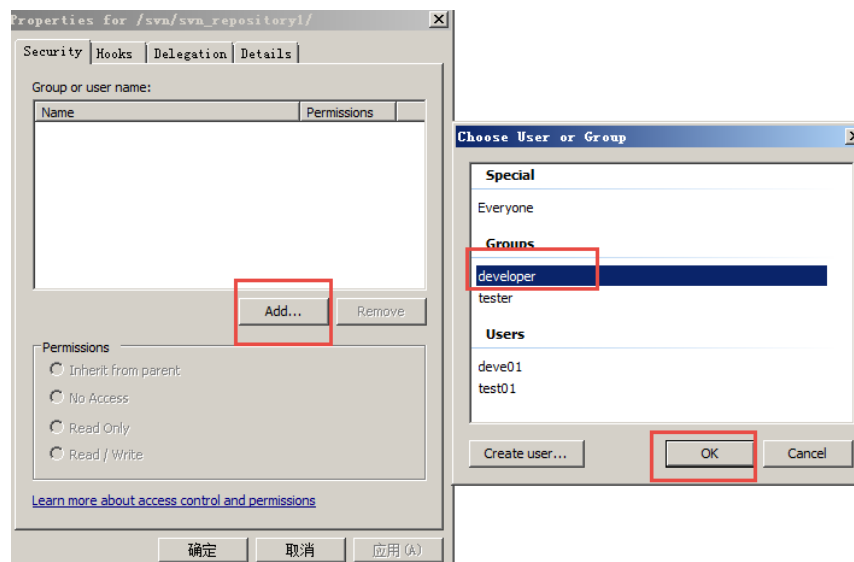 Properties for /svn/svn_repository1/
Security Hooks Delegation Details
Group or user name:
Name Permissions
Add... Remove
Permissions
Inherit from parent
No Access
Read Only
Read / Write
Learn more about access control and permissions
确定 取消 应用(A)
Choose User or Group
Special
Everyone
Groups
developer
tester
Users
deve01
test01
Create user... OK Cancel